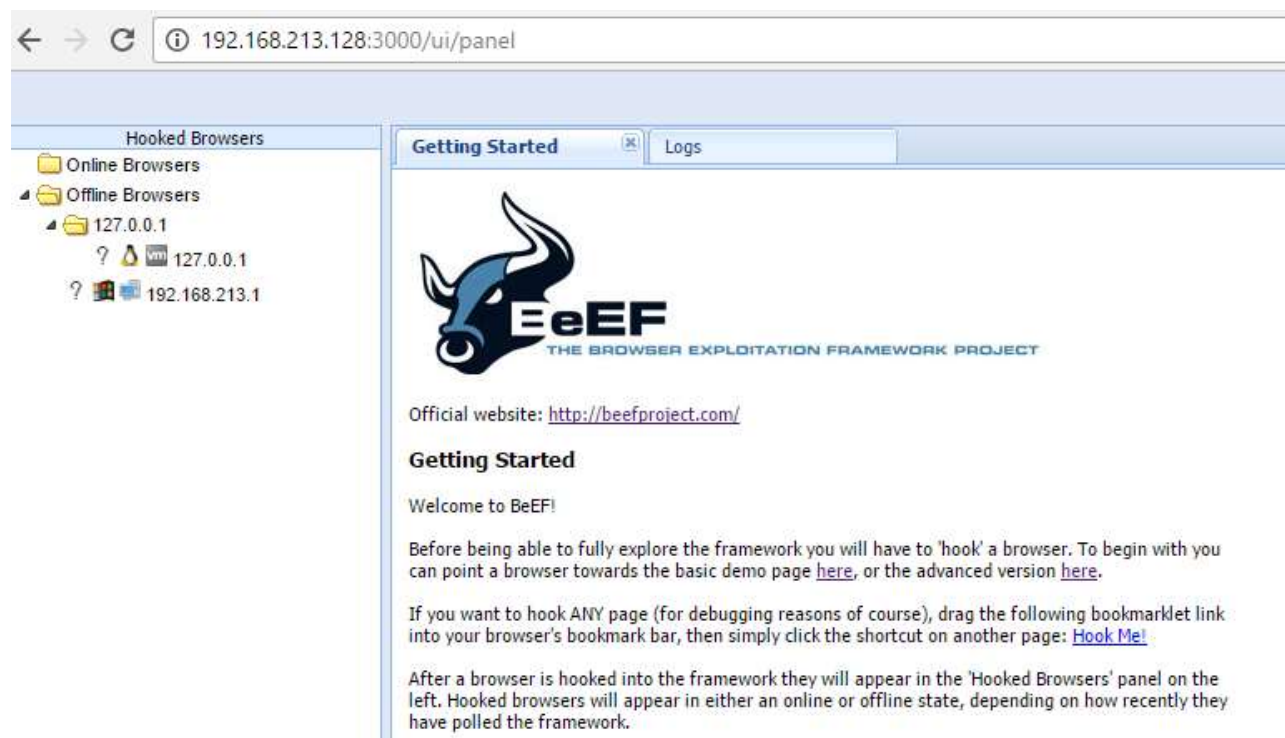 192.168.213.128:3000/ui/panel
Hooked Browsers
Online Browsers
Offline Browsers
127.0.0.1
? vm 127.0.0.1
? 192.168.213.1
Getting Started Logs
BeEF
THE BROWSER EXPLOITATION FRAMEWORK PROJECT
Official website: http://beefproject.com/
Getting Started
Welcome to BeEF!
Before being able to fully explore the framework you will have to 'hook' a browser. To begin with you
can point a browser towards the basic demo page here, or the advanced version here.
If you want to hook ANY page (for debugging reasons of course), drag the following bookmarklet link
into your browser's bookmark bar, then simply click the shortcut on another page: Hook Me!
After a browser is hooked into the framework they will appear in the 'Hooked Browsers' panel on the
left. Hooked browsers will appear in either an online or offline state, depending on how recently they
have polled the framework.